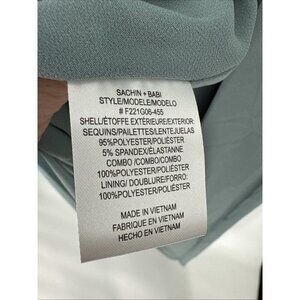 SACHIN + BABI
STYLE/MODELE/MODELO
# F221G06-455
SHELL/ÉTOFFE EXTÉRIEURE/EXTERIOR:
SEQUINS/PAILETTES/LENTEJUELAS
95%POLYESTER/POLIÉSTER
5% SPANDEX/ÉLASTANNE
COMBO /COMBO/COMBO
100%POLYESTER/POLIÉSTER
LINING/ DOUBLURE/FORRO:
100%POLYESTER/POLIÉSTER
MADE IN VIETNAM
FABRIQUE EN VIETNAM
HECHO EN VIETNAM